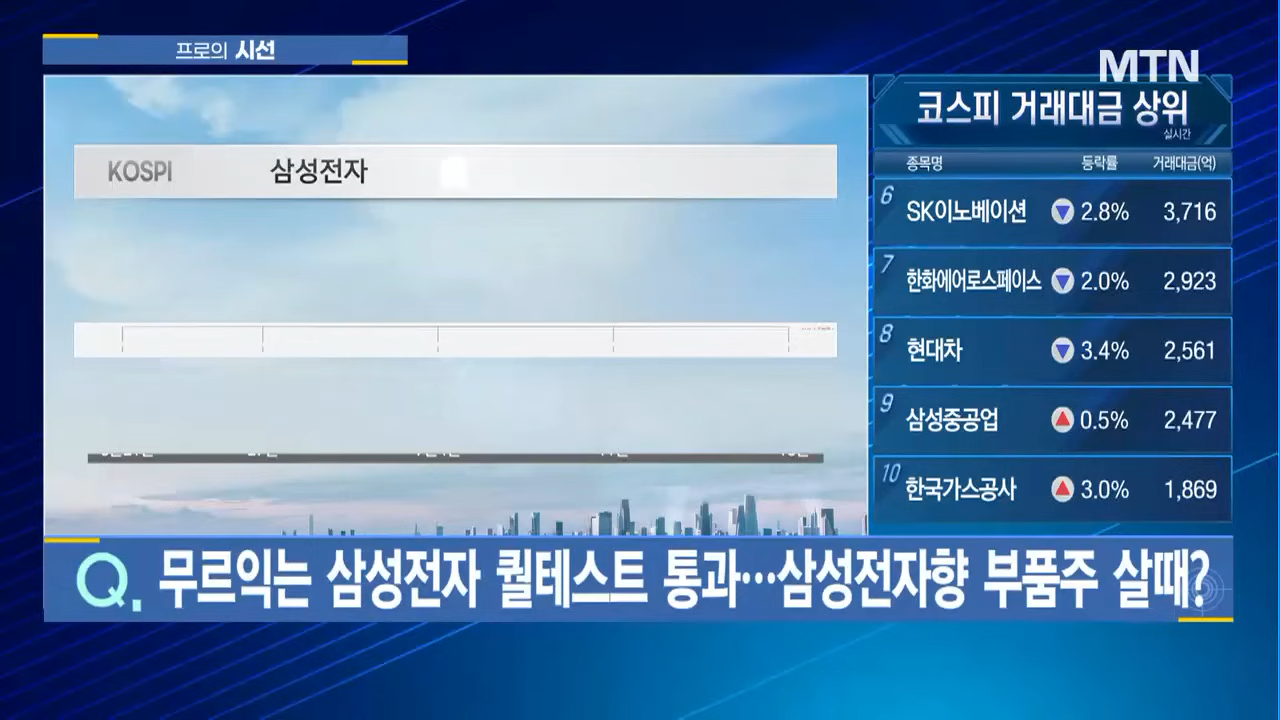 프로의 시선
MTN
KOSPI 삼성전자
코스피 거래대금 상위
실시간
종목명 등락률 거래대금(억)
6 SK이노베이션 ▼ 2.8% 3,716
7 한화에어로스페이스 ▼ 2.0% 2,923
8 현대차 ▼ 3.4% 2,561
9 삼성중공업 ▲ 0.5% 2,477
10 한국가스공사 ▲ 3.0% 1,869
Q. 무르익는 삼성전자 퀄테스트 통과…삼성전자향 부품주 살때?